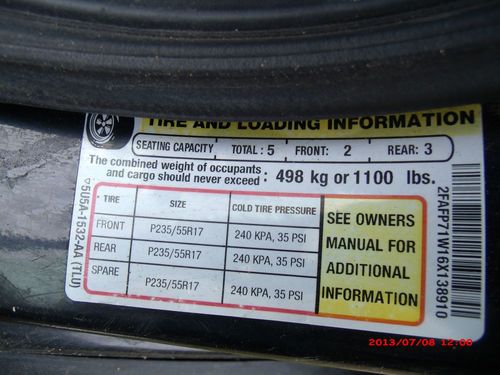 TIRE AND LOADING INFORMATION
SEATING CAPACITY TOTAL : 5 FRONT: 2 REAR: 3
The combined weight of occupants
and cargo should never exceed : 498 kg or 1100 lbs.
TIRE SIZE COLD TIRE PRESSURE
FRONT P235/55R17 240 KPA, 35 PSI
REAR P235/55R17 240 KPA, 35 PSI
SPARE P235/55R17 240 KPA, 35 PSI
SEE OWNERS
MANUAL FOR
ADDITIONAL
INFORMATION
5U5A-1532-AA (TLU)
2FAFP71W16X138910
2013/07/08 12:06